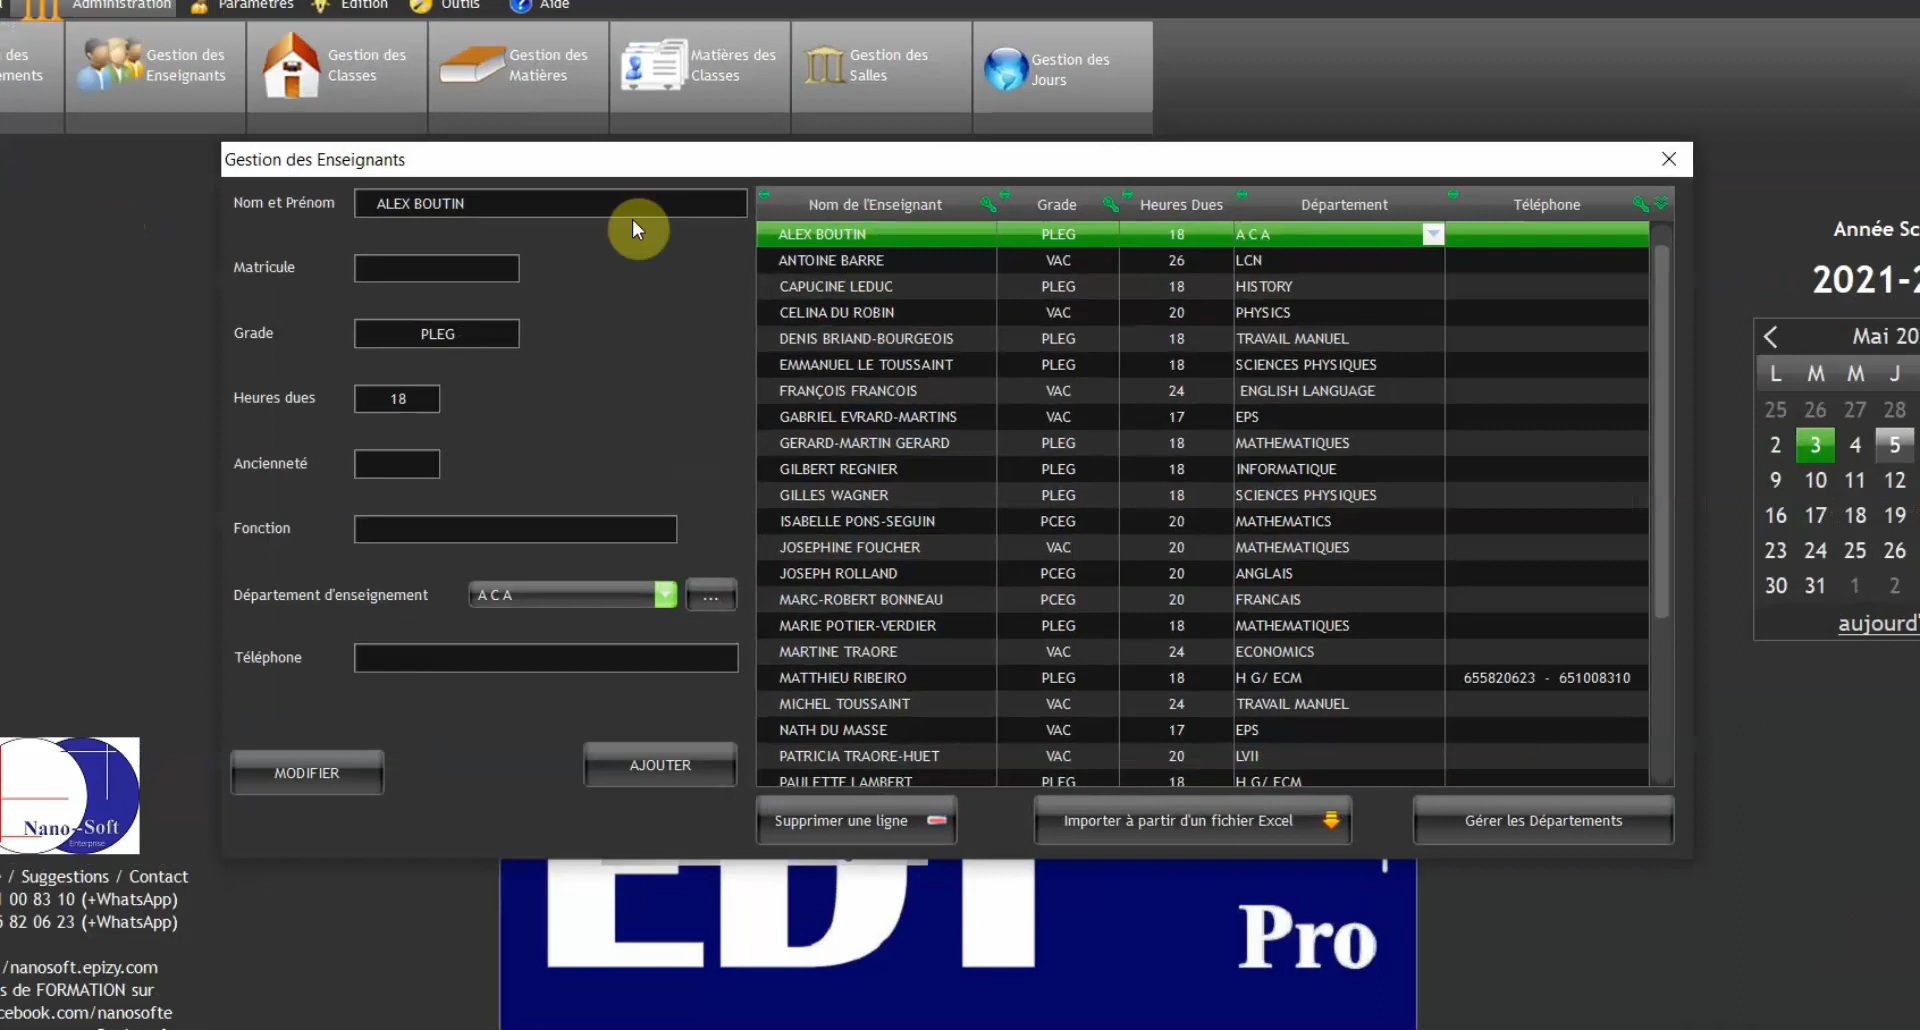 Administration
Paramètres
Edition
Outils
Aide
des
ements
Gestion des
Enseignants
Gestion des
Classes
Gestion des
Matières
Matières des
Classes
Gestion des
Salles
Gestion des
Jours
Gestion des Enseignants
Nom et Prénom ALEX BOUTIN
Matricule
Grade PLEG
Heures dues 18
Ancienneté
Fonction
Département d'enseignement A C A ...
Téléphone
MODIFIER
AJOUTER
Nom de l'Enseignant Grade Heures Dues Département Téléphone
ALEX BOUTIN PLEG 18 A C A
ANTOINE BARRE VAC 26 LCN
CAPUCINE LEDUC PLEG 18 HISTORY
CELINA DU ROBIN VAC 20 PHYSICS
DENIS BRIAND-BOURGEOIS PLEG 18 TRAVAIL MANUEL
EMMANUEL LE TOUSSAINT PLEG 18 SCIENCES PHYSIQUES
FRANÇOIS FRANCOIS VAC 24 ENGLISH LANGUAGE
GABRIEL EVRARD-MARTINS VAC 17 EPS
GERARD-MARTIN GERARD PLEG 18 MATHEMATIQUES
GILBERT REGNIER PLEG 18 INFORMATIQUE
GILLES WAGNER PLEG 18 SCIENCES PHYSIQUES
ISABELLE PONS-SEGUIN PCEG 20 MATHEMATICS
JOSEPHINE FOUCHER VAC 20 MATHEMATIQUES
JOSEPH ROLLAND PCEG 20 ANGLAIS
MARC-ROBERT BONNEAU PCEG 20 FRANCAIS
MARIE POTIER-VERDIER PLEG 18 MATHEMATIQUES
MARTINE TRAORE VAC 24 ECONOMICS
MATTHIEU RIBEIRO PLEG 18 H G/ ECM 655820623 - 651008310
MICHEL TOUSSAINT VAC 24 TRAVAIL MANUEL
NATH DU MASSE VAC 17 EPS
PATRICIA TRAORE-HUET VAC 20 LVII
PAULETTE LAMBERT PLEG 18 H G/ ECM
Supprimer une ligne
Importer à partir d'un fichier Excel
Gérer les Départements
Année Sc
2021-2
Mai 20
L M M J
25 26 27 28
2 3 4 5
9 10 11 12
16 17 18 19
23 24 25 26
30 31 1 2
aujourd'
Nano-Soft
Enterprise
/ Suggestions / Contact
00 83 10 (+WhatsApp)
82 06 23 (+WhatsApp)
/nanosoft.epizy.com
s de FORMATION sur
cebook.com/nanosofte
EDT
Pro